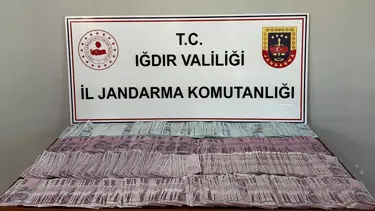 T.C.
IĞDIR VALİLİĞİ
İL JANDARMA KOMUTANLIĞI